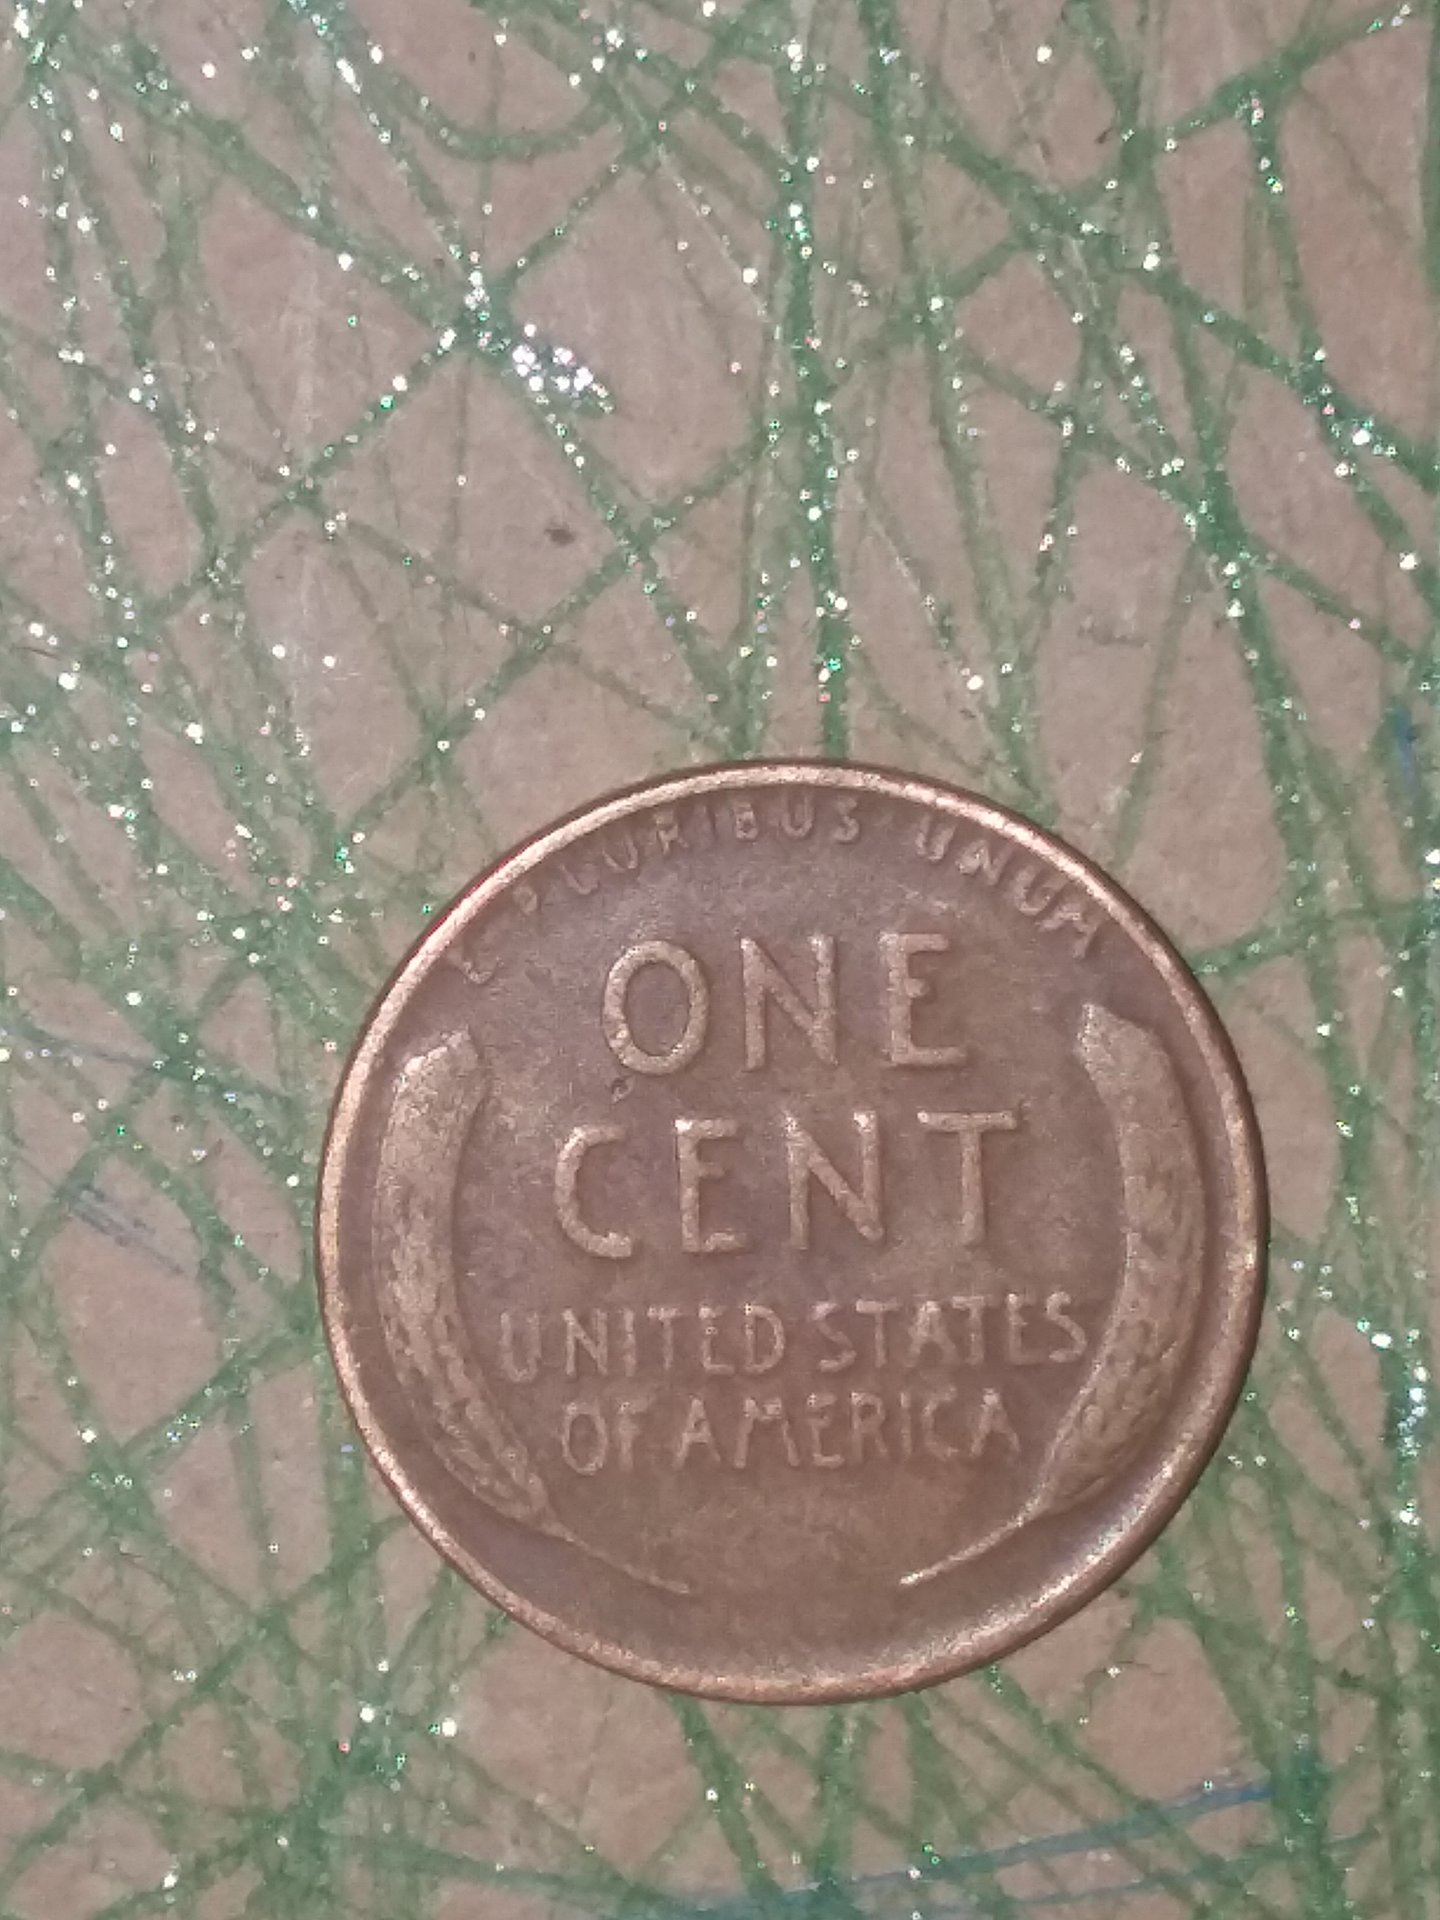 E PLURIBUS UNUM
ONE
CENT
UNITED STATES
OF AMERICA